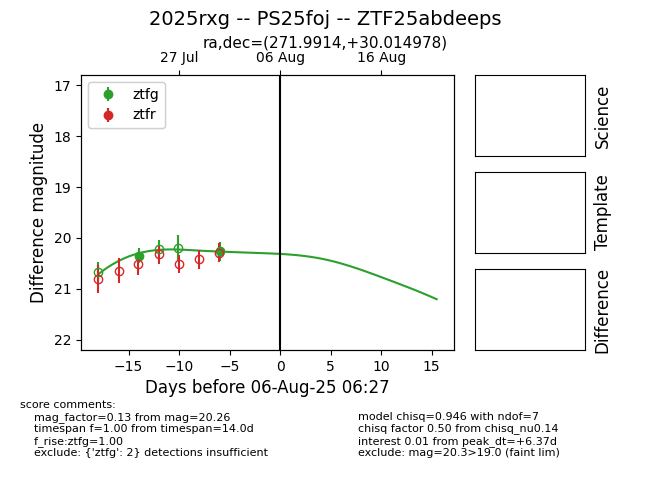 2025rxg -- PS25foj -- ZTF25abdeeps
ra,dec=(271.9914,+30.014978)
27 Jul 06 Aug 16 Aug
ztfg
ztfr
17
18
19
20
21
22
Difference magnitude
−15 −10 −5 0 5 10 15
Days before 06-Aug-25 06:27
Science
Template
Difference
score comments:
mag_factor=0.13 from mag=20.26
timespan f=1.00 from timespan=14.0d
f_rise:ztfg=1.00
exclude: {'ztfg': 2} detections insufficient
model chisq=0.946 with ndof=7
chisq factor 0.50 from chisq_nu0.14
interest 0.01 from peak_dt=+6.37d
exclude: mag=20.3>19.0 (faint lim)